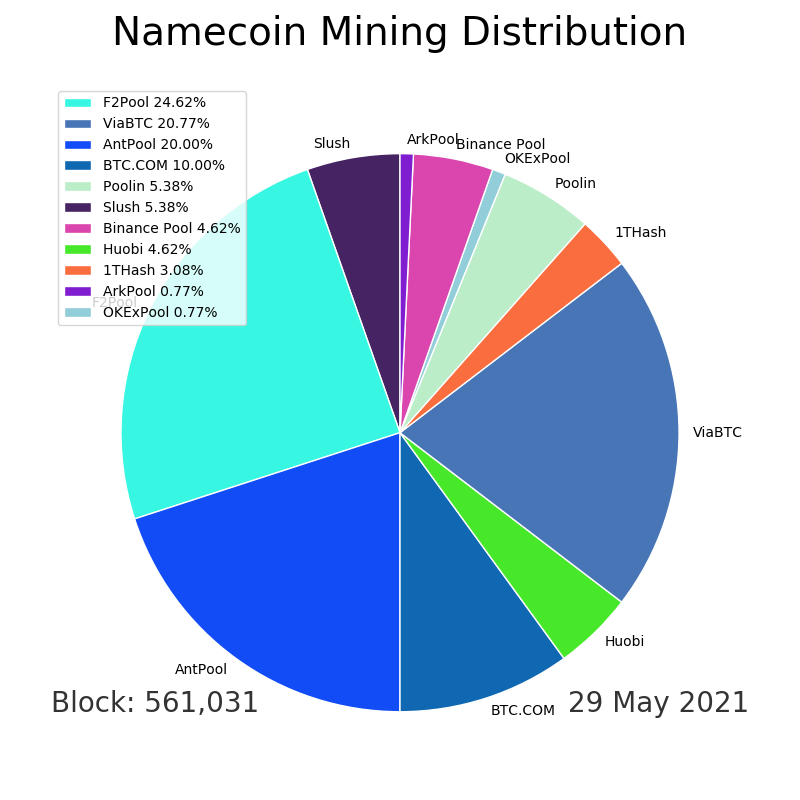 Namecoin Mining Distribution
F2Pool 24.62%
ViaBTC 20.77%
AntPool 20.00%
BTC.COM 10.00%
Poolin 5.38%
Slush 5.38%
Binance Pool 4.62%
Huobi 4.62%
1THash 3.08%
ArkPool 0.77%
OKExPool 0.77%
Slush
ArkPool
Binance Pool
OKExPool
Poolin
1THash
F2Pool
ViaBTC
Huobi
AntPool
BTC.COM
Block: 561,031
29 May 2021